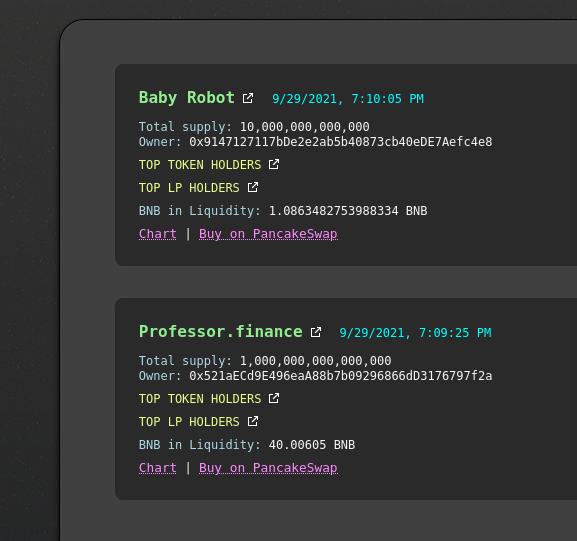 Baby Robot 9/29/2021, 7:10:05 PM
Total supply: 10,000,000,000,000
Owner: 0x9147127117bDe2e2ab5b40873cb40eDE7Aefc4e8
TOP TOKEN HOLDERS
TOP LP HOLDERS
BNB in Liquidity: 1.0863482753988334 BNB
Chart | Buy on PancakeSwap
Professor.finance 9/29/2021, 7:09:25 PM
Total supply: 1,000,000,000,000,000
Owner: 0x521aECd9E496eaA88b7b09296866dD3176797f2a
TOP TOKEN HOLDERS
TOP LP HOLDERS
BNB in Liquidity: 40.00605 BNB
Chart | Buy on PancakeSwap